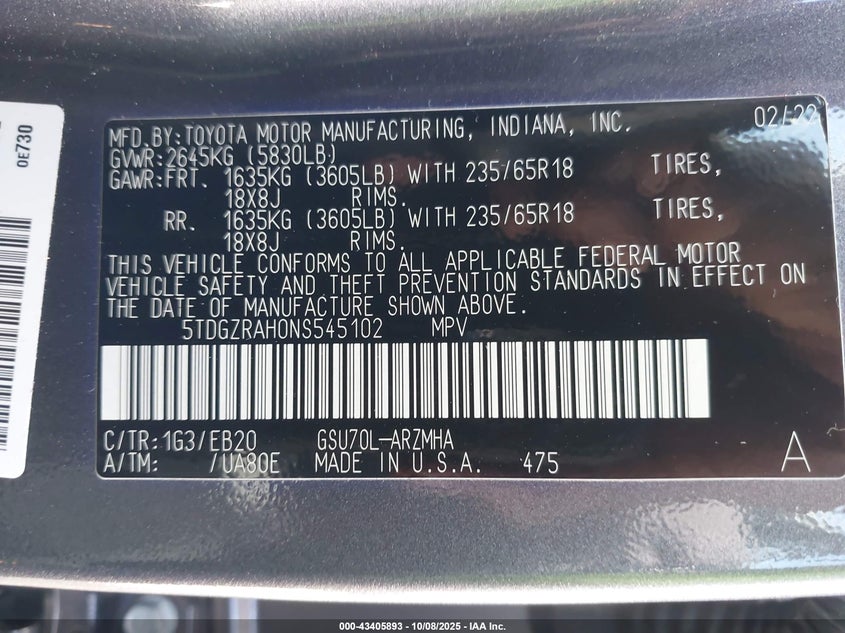 0E730
MFD.BY:TOYOTA MOTOR MANUFACTURING, INDIANA, INC. 02/22
GVWR:2645KG (5830LB)
GAWR:FRT. 1635KG (3605LB) WITH 235/65R18 TIRES,
18X8J RIMS.
RR. 1635KG (3605LB) WITH 235/65R18 TIRES,
18X8J RIMS.
THIS VEHICLE CONFORMS TO ALL APPLICABLE FEDERAL MOTOR
VEHICLE SAFETY AND THEFT PREVENTION STANDARDS IN EFFECT ON
THE DATE OF MANUFACTURE SHOWN ABOVE.
5TDGZRAH0NS545102 MPV
C/TR:1G3/EB20 GSU70L-ARZMHA
A/TM: /UA80E MADE IN U.S.A. 475 A
000-43405893 - 10/08/2025 - IAA Inc.